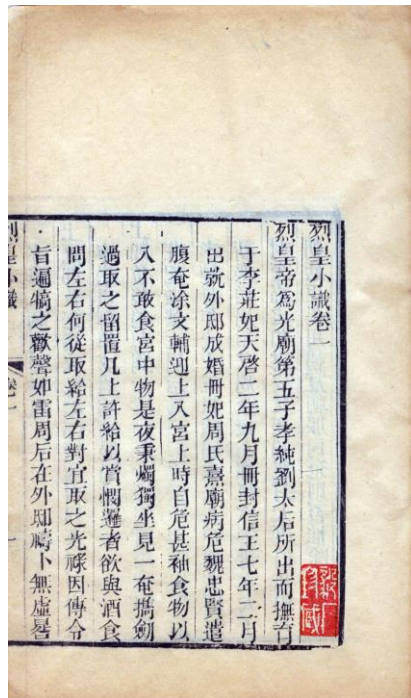 烈皇小識卷一
烈皇帝爲光廟第五子孝純劉太后所出而撫育
于李莊妃天啓二年九月冊封信王七年二月
出就外邸成婚冊妃周氏熹廟病危魏忠賢遣
腹奄涂文輔迎上入宮上時自危甚袖食物以
入不敢食宮中物是夜秉燭獨坐見一奄擕劍
過取之留置几上許給以賞憫邏者欲與酒食
問左右何從取給左右對宜取之光祿因傳令
旨遍犒之歡聲如雷周后在外邸禱卜無虛晷
烈皇小識 卷一 一